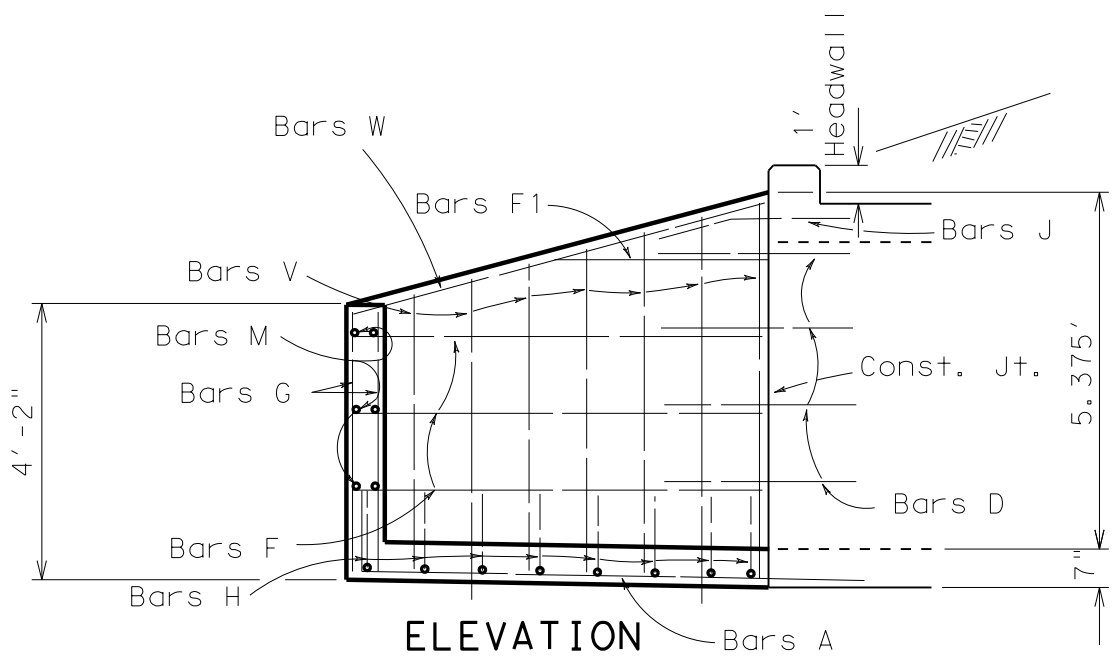 1'
Headwall
Bars W
Bars F1
Bars J
Bars V
Bars M
Const. Jt.
Bars G
4'-2"
5.375'
Bars D
Bars F
7"
Bars H
Bars A
ELEVATION